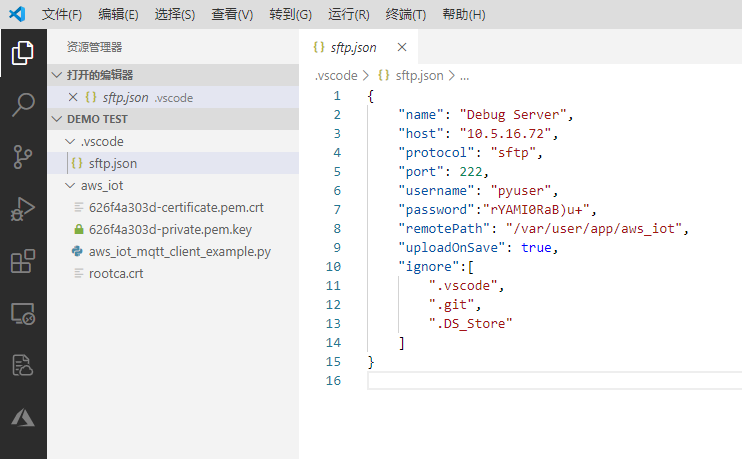 文件(F) 编辑(E) 选择(S) 查看(V) 转到(G) 运行(R) 终端(T) 帮助(H)
资源管理器
打开的编辑器
sftp.json .vscode
DEMO TEST
.vscode
sftp.json
aws_iot
626f4a303d-certificate.pem.crt
626f4a303d-private.pem.key
aws_iot_mqtt_client_example.py
rootca.crt
{} sftp.json
.vscode > {} sftp.json > ...
1 {
2 "name": "Debug Server",
3 "host": "10.5.16.72",
4 "protocol": "sftp",
5 "port": 222,
6 "username": "pyuser",
7 "password":"rYAMI0RaB)u+",
8 "remotePath": "/var/user/app/aws_iot",
9 "uploadOnSave": true,
10 "ignore":[
11 ".vscode",
12 ".git",
13 ".DS_Store"
14 ]
15 }
16